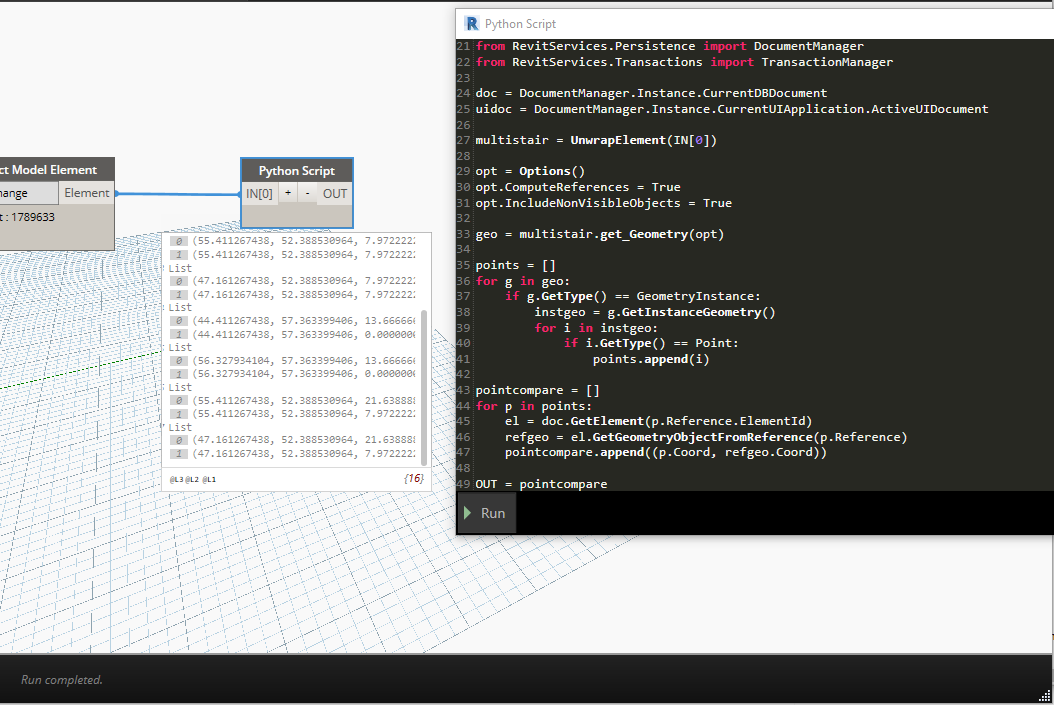 ct Model Element
ange
Element
t : 1789633
Python Script
IN[0] + - OUT
0 (55.411267438, 52.388530964, 7.972222
1 (55.411267438, 52.388530964, 7.972222
List
0 (47.161267438, 52.388530964, 7.972222
1 (47.161267438, 52.388530964, 7.972222
List
0 (44.411267438, 57.363399406, 13.66666
1 (44.411267438, 57.363399406, 0.000000
List
0 (56.327934104, 57.363399406, 13.66666
1 (56.327934104, 57.363399406, 0.000000
List
0 (55.411267438, 52.388530964, 21.63888
1 (55.411267438, 52.388530964, 7.972222
List
0 (47.161267438, 52.388530964, 21.63888
1 (47.161267438, 52.388530964, 7.972222
@L3 @L2 @L1 {16}
R Python Script
21 from RevitServices.Persistence import DocumentManager
22 from RevitServices.Transactions import TransactionManager
23
24 doc = DocumentManager.Instance.CurrentDBDocument
25 uidoc = DocumentManager.Instance.CurrentUIApplication.ActiveUIDocument
26
27 multistair = UnwrapElement(IN[0])
28
29 opt = Options()
30 opt.ComputeReferences = True
31 opt.IncludeNonVisibleObjects = True
32
33 geo = multistair.get_Geometry(opt)
34
35 points = []
36 for g in geo:
37     if g.GetType() == GeometryInstance:
38         instgeo = g.GetInstanceGeometry()
39         for i in instgeo:
40             if i.GetType() == Point:
41                 points.append(i)
42
43 pointcompare = []
44 for p in points:
45     el = doc.GetElement(p.Reference.ElementId)
46     refgeo = el.GetGeometryObjectFromReference(p.Reference)
47     pointcompare.append((p.Coord, refgeo.Coord))
48
49 OUT = pointcompare
Run
Run completed.